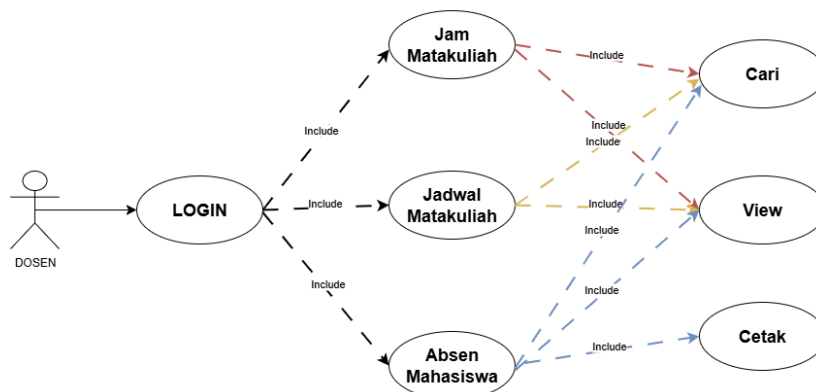 Jam
Matakuliah
Include
Cari
Include
Include
Include
DOSEN
LOGIN
Include
Jadwal
Matakuliah
Include
View
Include
Include
Include
Absen
Mahasiswa
Include
Cetak